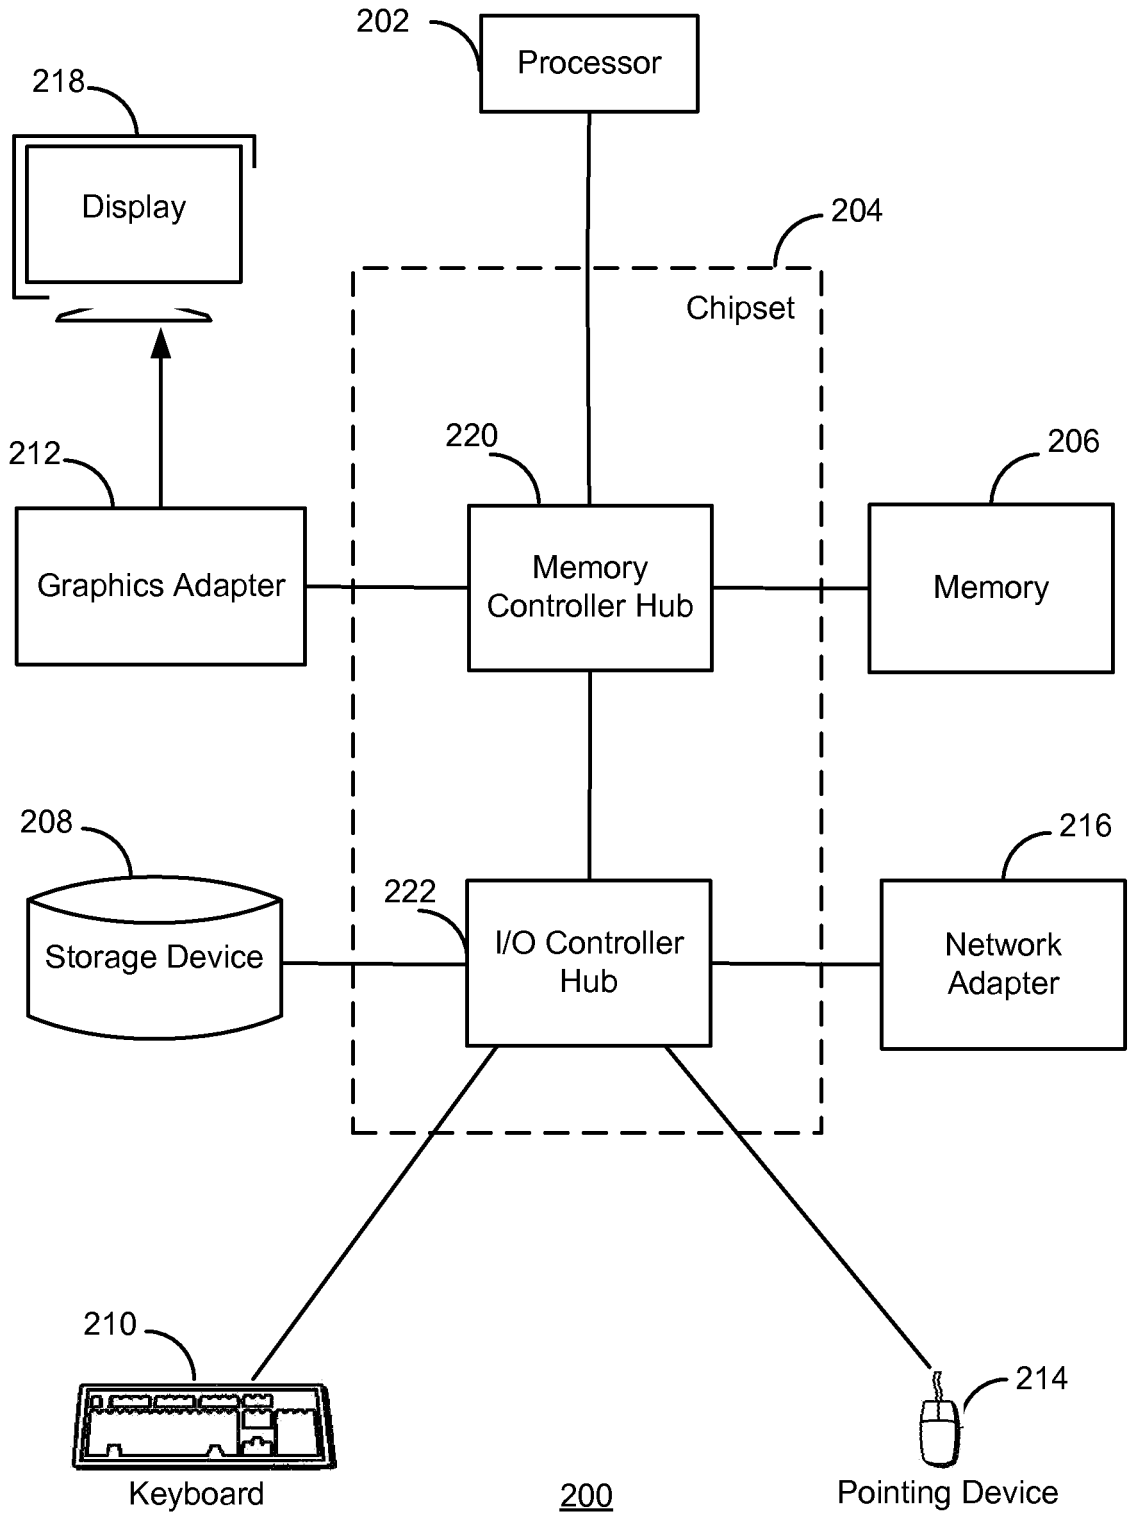 202
Processor
218
Display
204
Chipset
220
206
212
Graphics Adapter
Memory
Controller Hub
Memory
208
216
222
Storage Device
I/O Controller
Hub
Network
Adapter
210
214
Keyboard
200
Pointing Device